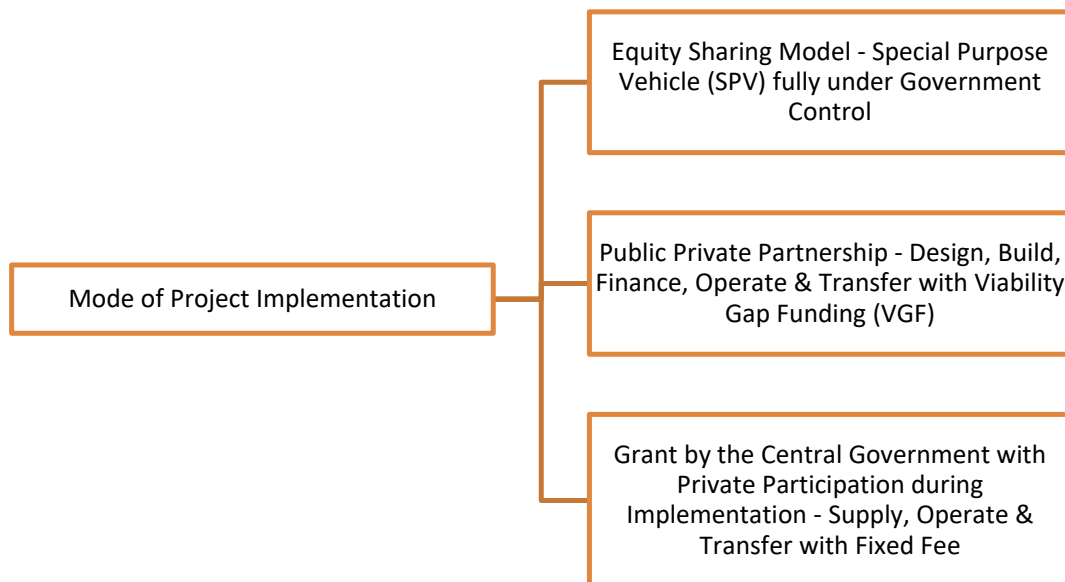 Mode of Project Implementation
Equity Sharing Model - Special Purpose
Vehicle (SPV) fully under Government
Control
Public Private Partnership - Design, Build,
Finance, Operate & Transfer with Viability
Gap Funding (VGF)
Grant by the Central Government with
Private Participation during
Implementation - Supply, Operate &
Transfer with Fixed Fee